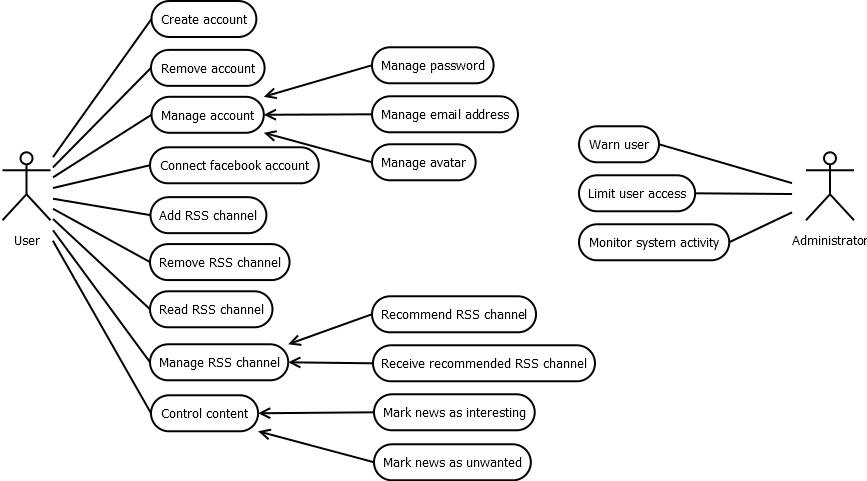 Create account
Remove account
Manage account
Connect facebook account
Add RSS channel
Remove RSS channel
Read RSS channel
Manage RSS channel
Control content
User
Manage password
Manage email address
Manage avatar
Recommend RSS channel
Receive recommended RSS channel
Mark news as interesting
Mark news as unwanted
Warn user
Limit user access
Monitor system activity
Administrator